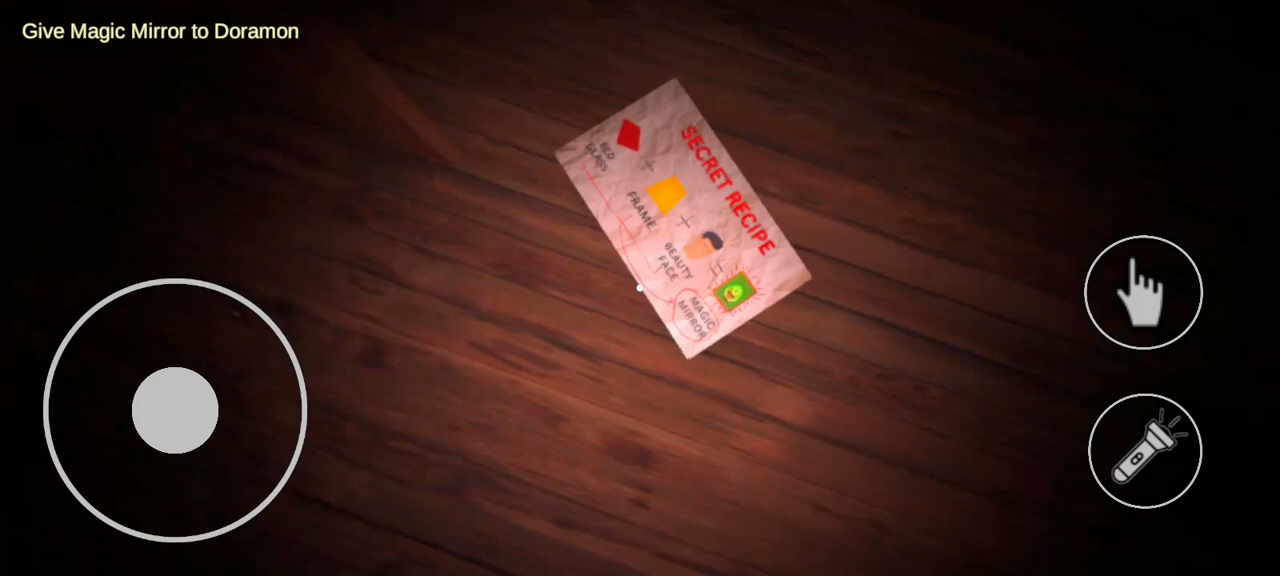 Give Magic Mirror to Doramon
SECRET RECIPE
RED
GLASS
+
FRAME
+
BEAUTY
FACE
=
MAGIC
MIRROR